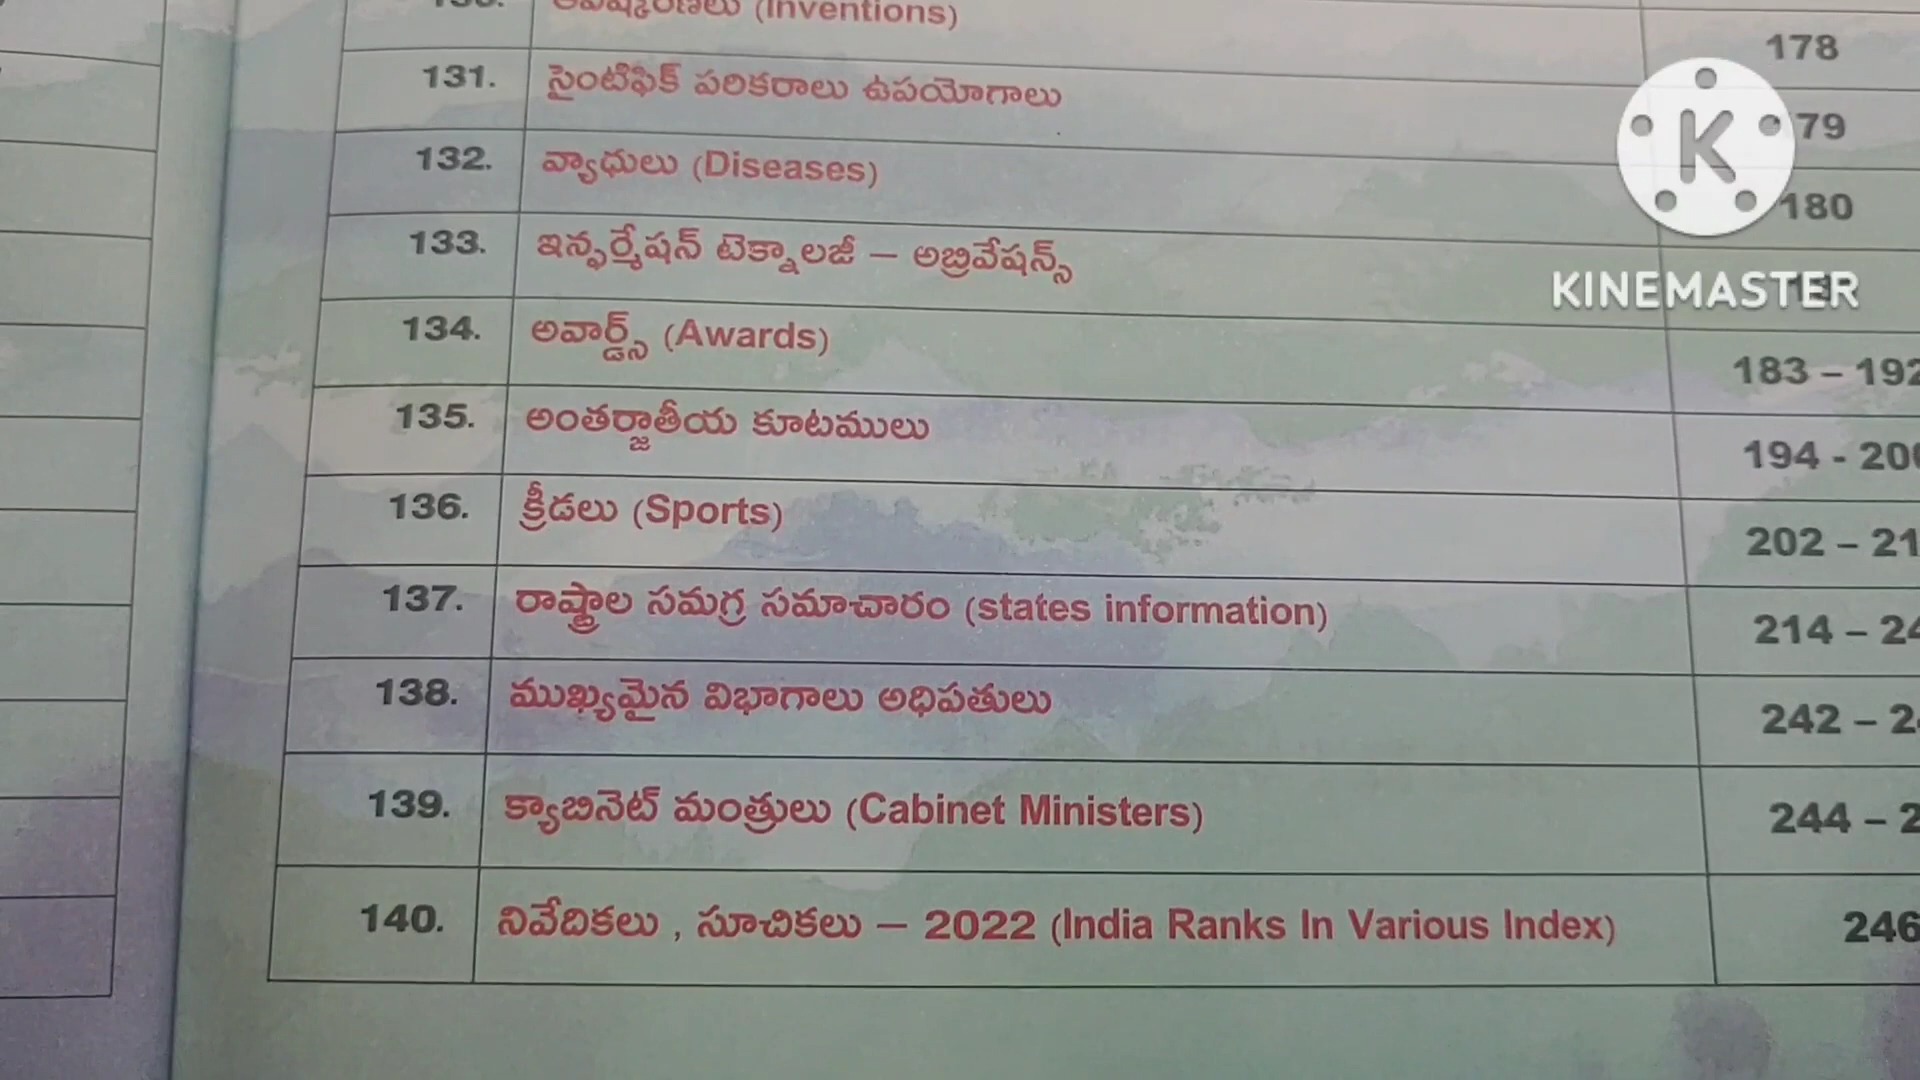 130. ఆవిష్కరణలు (Inventions) 178
131. సైంటిఫిక్ పరికరాలు ఉపయోగాలు 79
132. వ్యాధులు (Diseases) 180
133. ఇన్ఫర్మేషన్ టెక్నాలజీ – అబ్రివేషన్స్
134. అవార్డ్స్ (Awards) 183 – 192
135. అంతర్జాతీయ కూటములు 194 - 200
136. క్రీడలు (Sports) 202 – 21
137. రాష్ట్రాల సమగ్ర సమాచారం (states information) 214 – 24
138. ముఖ్యమైన విభాగాలు అధిపతులు 242 – 24
139. క్యాబినెట్ మంత్రులు (Cabinet Ministers) 244 – 2
140. నివేదికలు , సూచికలు – 2022 (India Ranks In Various Index) 246
K
KINEMASTER